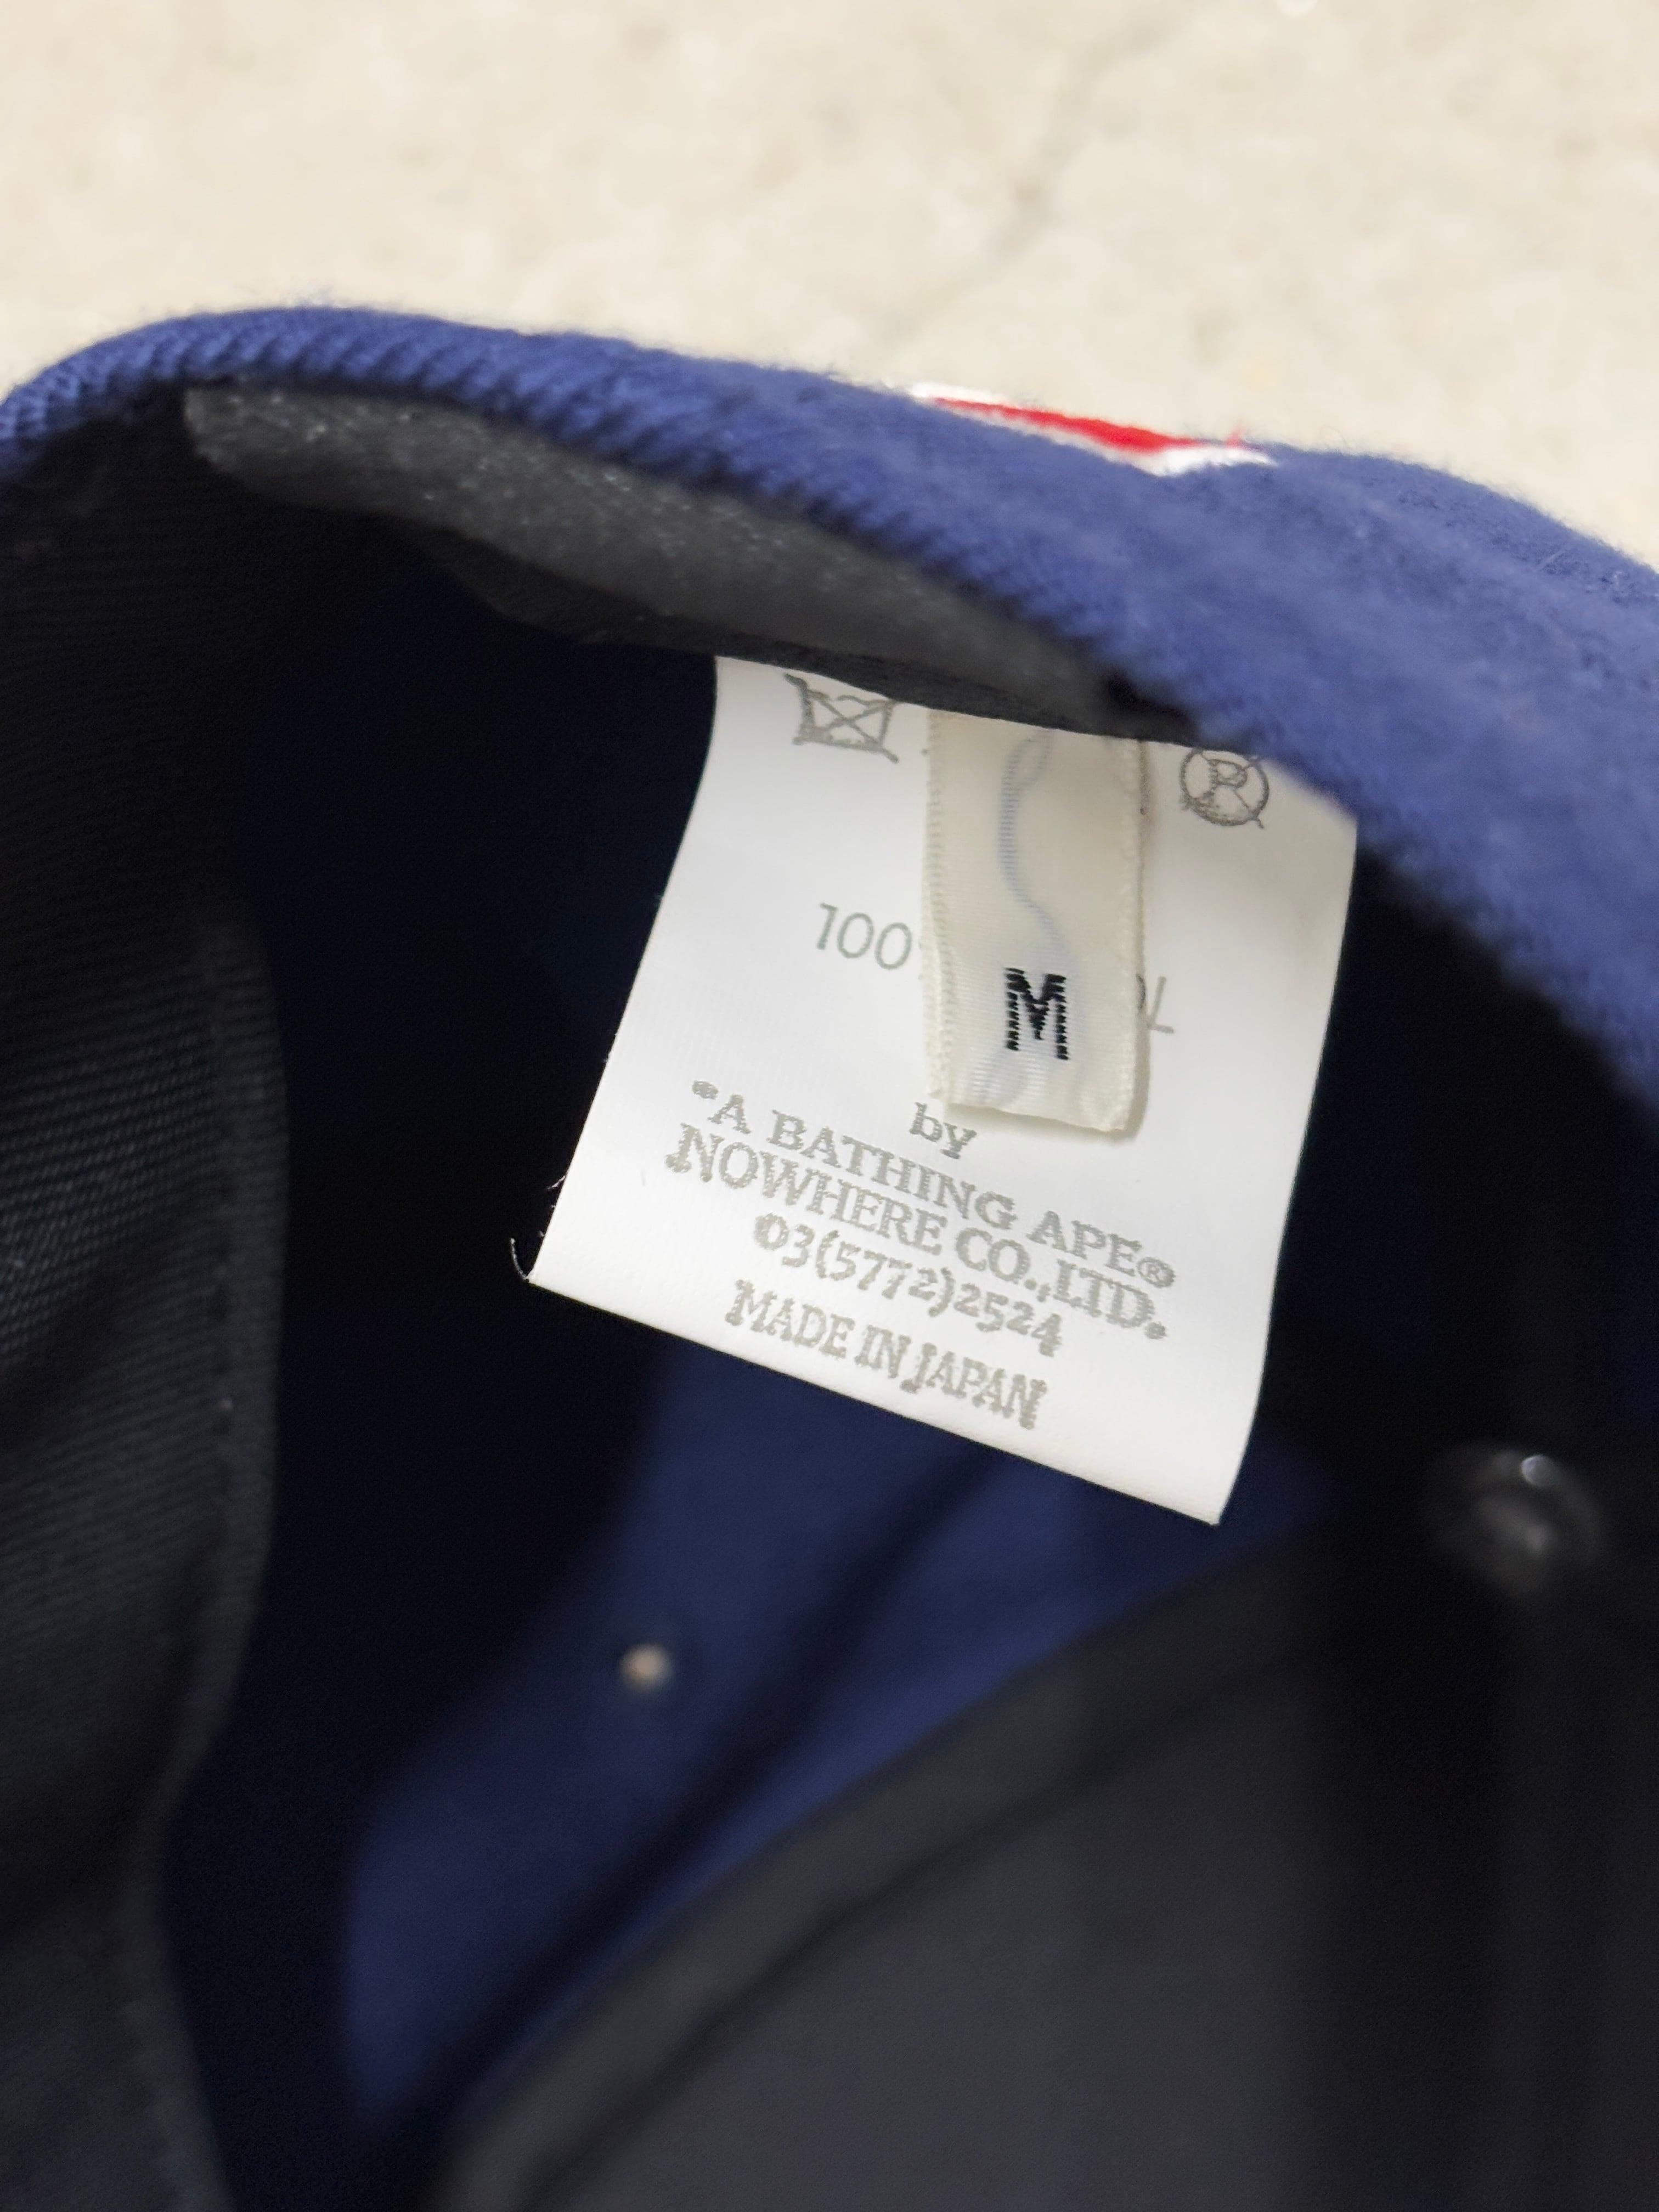 100
M
by
"A BATHING APE®
NOWHERE CO.,LTD.
03(5772)2524
MADE IN JAPAN